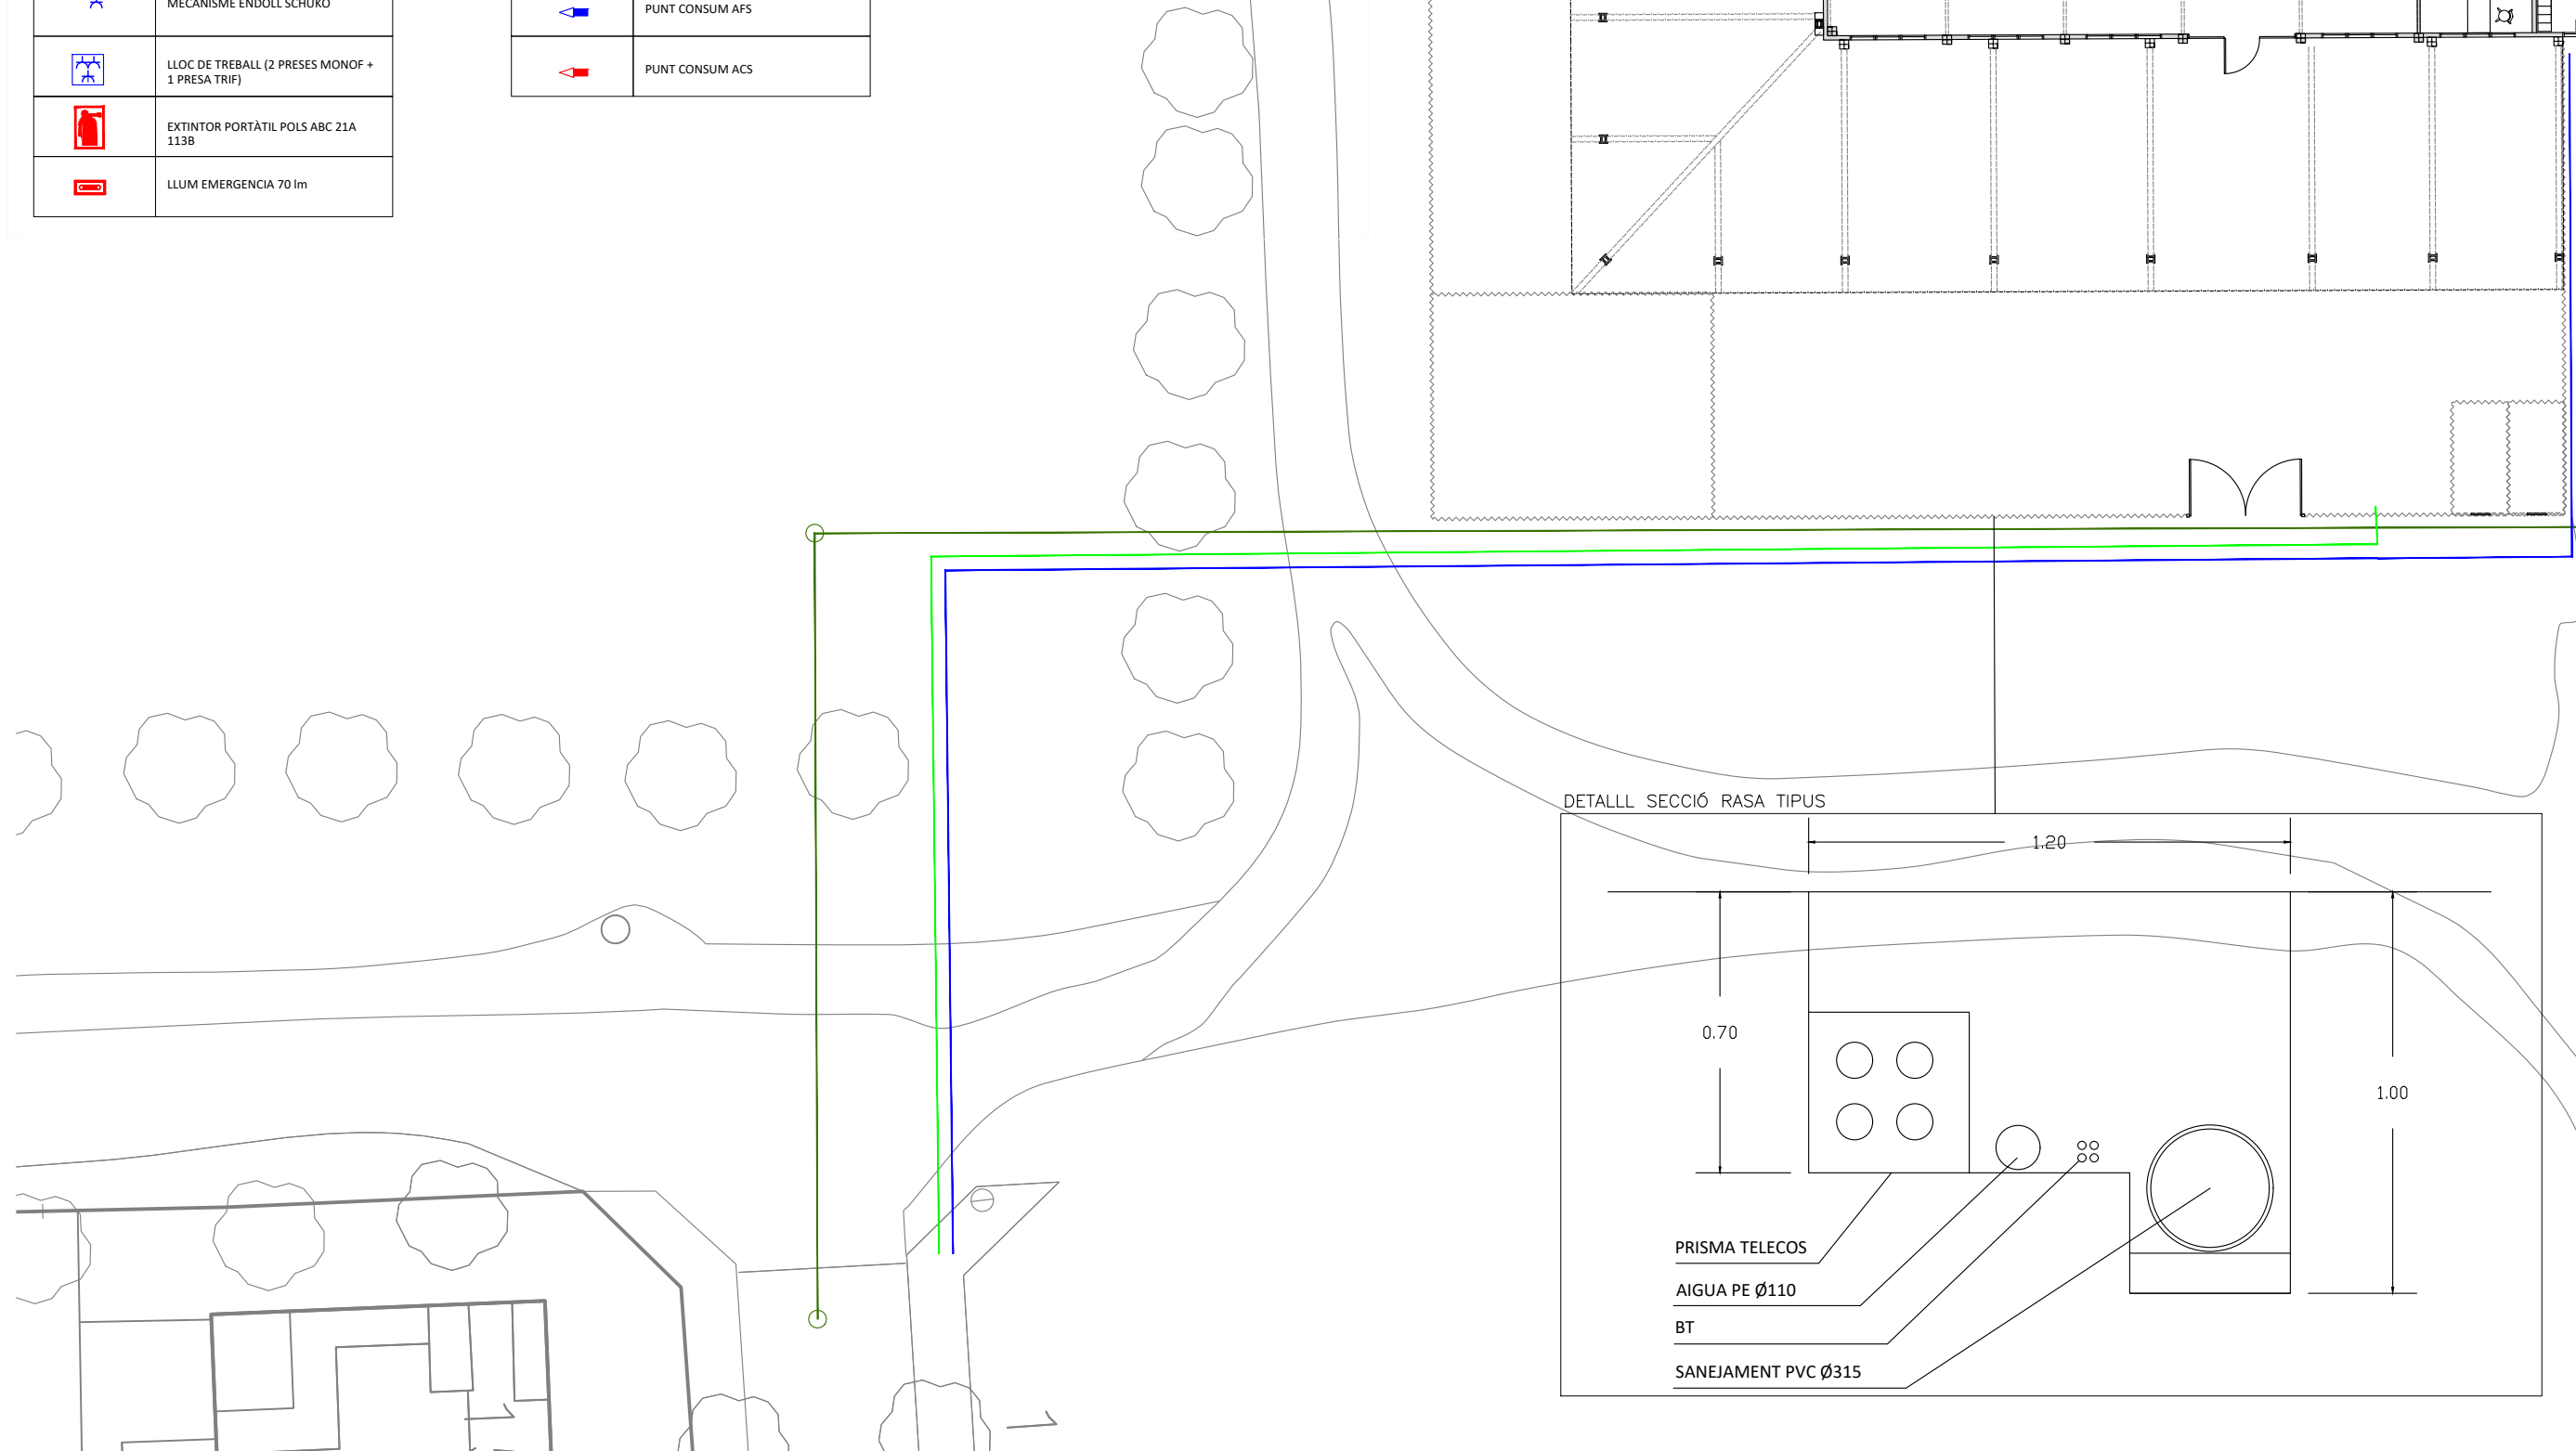 MECANISME ENDOLL SCHUKO
LLOC DE TREBALL (2 PRESES MONOF +
1 PRESA TRIF)
EXTINTOR PORTÀTIL POLS ABC 21A
113B
LLUM EMERGENCIA 70 lm
PUNT CONSUM AFS
PUNT CONSUM ACS
DETALLL SECCIÓ RASA TIPUS
1.20
0.70
1.00
PRISMA TELECOS
AIGUA PE Ø110
BT
SANEJAMENT PVC Ø315